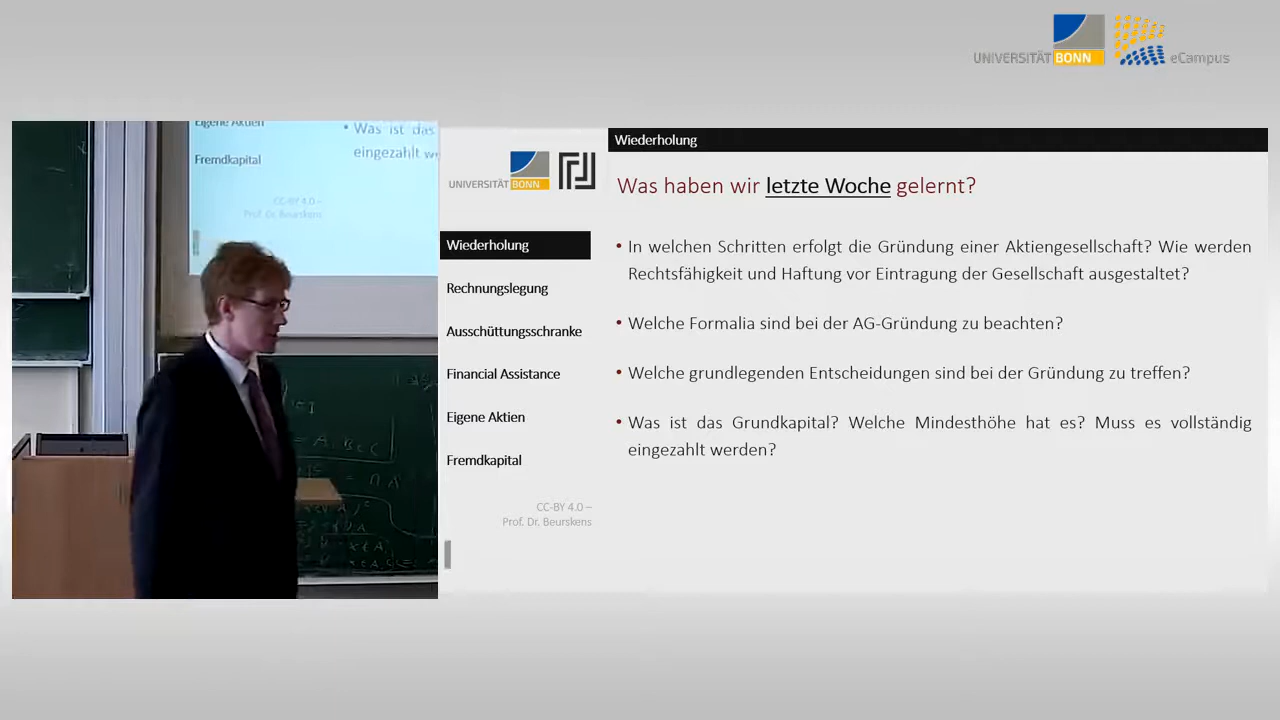 UNIVERSITÄT BONN eCampus
Eigene Aktien
Fremdkapital
• Was ist das
eingezahlt we
CC-BY 4.0 –
Prof. Dr. Beurskens
UNIVERSITÄT BONN
Wiederholung
Rechnungslegung
Ausschüttungsschranke
Financial Assistance
Eigene Aktien
Fremdkapital
CC-BY 4.0 –
Prof. Dr. Beurskens
Wiederholung
Was haben wir letzte Woche gelernt?
• In welchen Schritten erfolgt die Gründung einer Aktiengesellschaft? Wie werden
Rechtsfähigkeit und Haftung vor Eintragung der Gesellschaft ausgestaltet?
• Welche Formalia sind bei der AG-Gründung zu beachten?
• Welche grundlegenden Entscheidungen sind bei der Gründung zu treffen?
• Was ist das Grundkapital? Welche Mindesthöhe hat es? Muss es vollständig
eingezahlt werden?